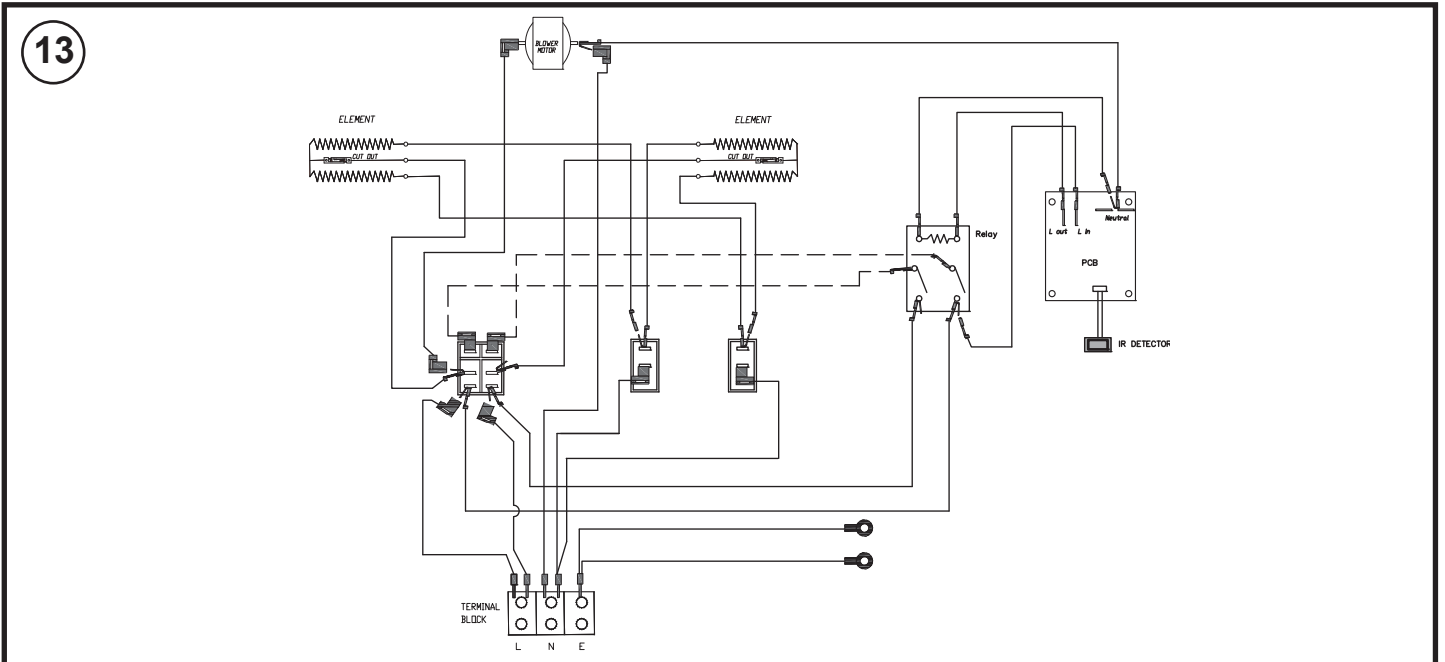 13
BLOWER
MOTOR
ELEMENT
ELEMENT
CUT OUT
CUT OUT
Relay
Neutral
L out
L in
PCB
IR DETECTOR
TERMINAL
BLOCK
L
N
E